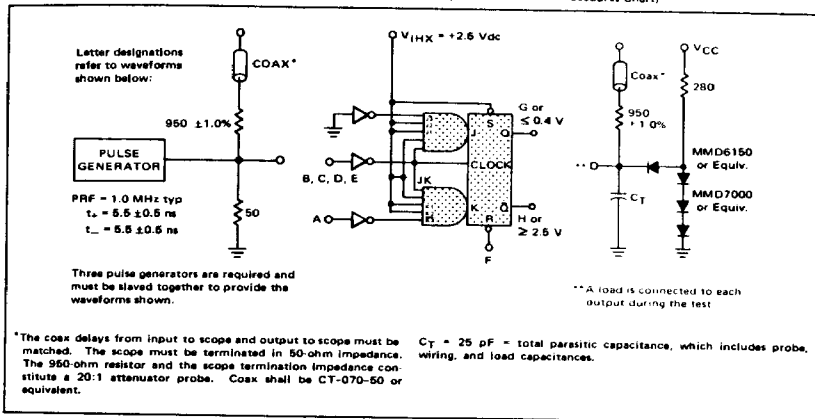 Letter designations
refer to waveforms
shown below:
COAX*
950 ±1.0%
PULSE
GENERATOR
PRF = 1.0 MHz typ
t+ = 5.5 ±0.5 ns
t− = 5.5 ±0.5 ns
50
Three pulse generators are required and
must be slaved together to provide the
waveforms shown.
VIHX = +2.5 Vdc
G or
≤ 0.4 V
J
S
Q
CLOCK
B, C, D, E
JK
K
Q̄
R
H or
≥ 2.5 V
A
F
Coax*
950
±1.0%
VCC
280
**
MMD6150
or Equiv.
MMD7000
or Equiv.
CT
**A load is connected to each
output during the test
*The coax delays from input to scope and output to scope must be
matched. The scope must be terminated in 50-ohm impedance.
The 950-ohm resistor and the scope termination impedance con-
stitute a 20:1 attenuator probe. Coax shall be CT-070-50 or
equivalent.
CT = 25 pF = total parasitic capacitance, which includes probe,
wiring, and load capacitances.